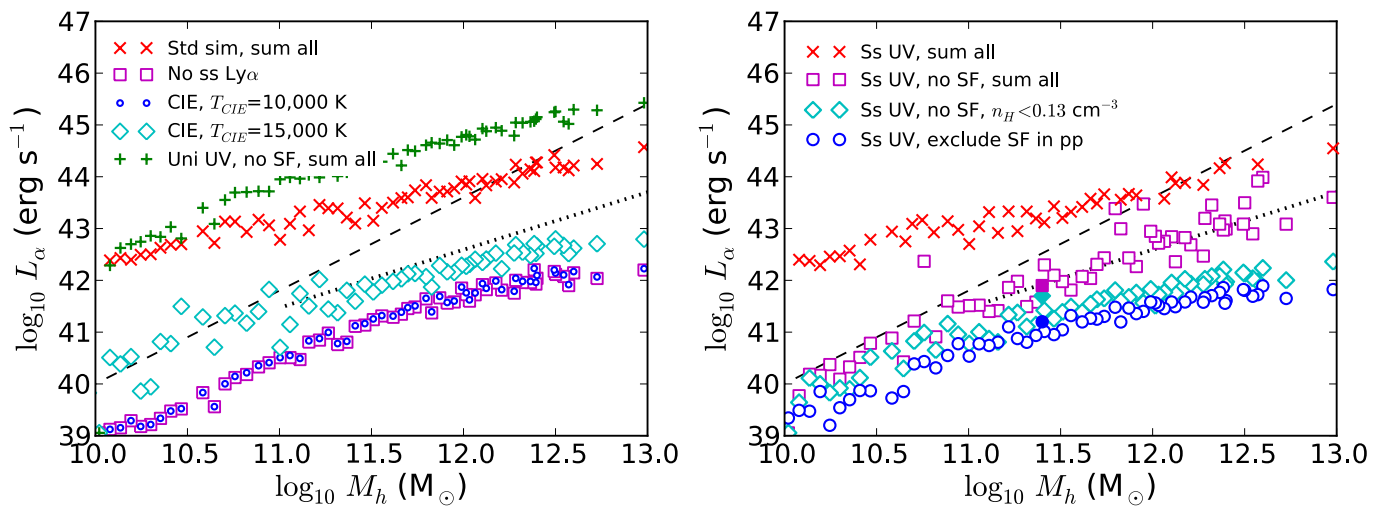 47
46
45
44
43
42
41
40
39
log₁₀ Lα (erg s⁻¹)
Std sim, sum all
No ss Lyα
CIE, T_CIE=10,000 K
CIE, T_CIE=15,000 K
Uni UV, no SF, sum all
10.0 10.5 11.0 11.5 12.0 12.5 13.0
log₁₀ M_h (M⊙)
47
46
45
44
43
42
41
40
39
log₁₀ Lα (erg s⁻¹)
Ss UV, sum all
Ss UV, no SF, sum all
Ss UV, no SF, n_H<0.13 cm⁻³
Ss UV, exclude SF in pp
10.0 10.5 11.0 11.5 12.0 12.5 13.0
log₁₀ M_h (M⊙)